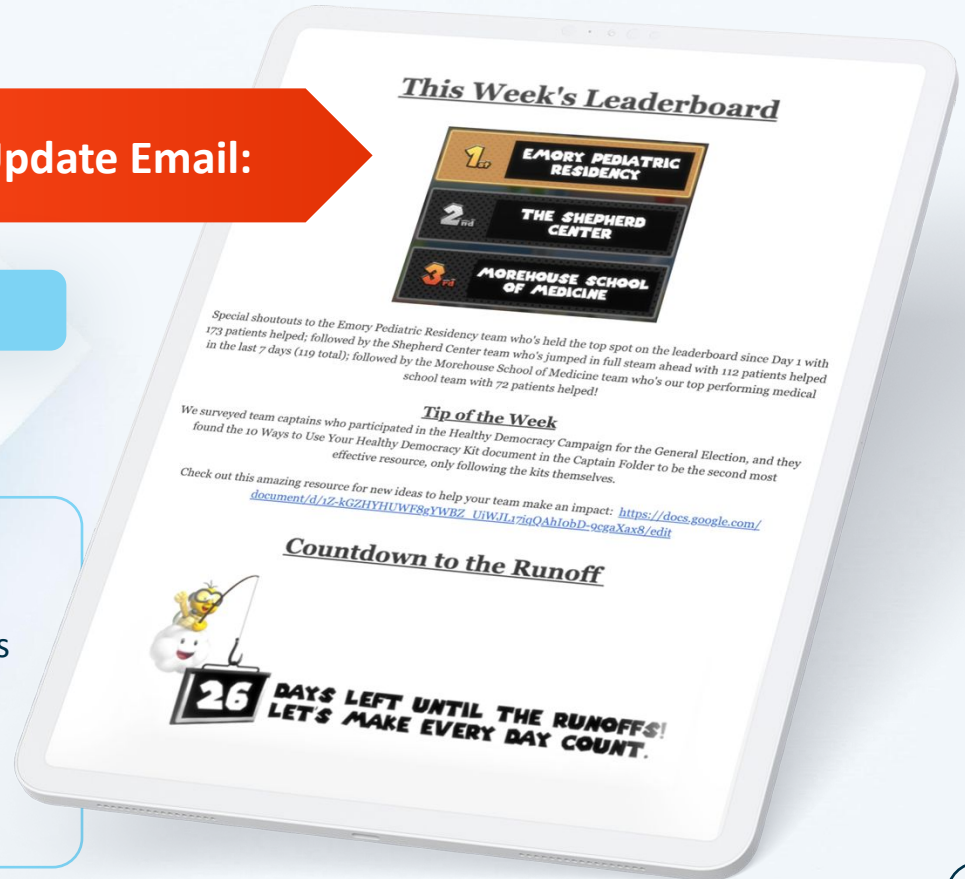 Update Email:
s
This Week's Leaderboard
1st EMORY PEDIATRIC
RESIDENCY
2nd THE SHEPHERD
CENTER
3rd MOREHOUSE SCHOOL
OF MEDICINE
Special shoutouts to the Emory Pediatric Residency team who's held the top spot on the leaderboard since Day 1 with
173 patients helped; followed by the Shepherd Center team who's jumped in full steam ahead with 112 patients helped
in the last 7 days (119 total); followed by the Morehouse School of Medicine team who's our top performing medical
school team with 72 patients helped!
Tip of the Week
We surveyed team captains who participated in the Healthy Democracy Campaign for the General Election, and they
found the 10 Ways to Use Your Healthy Democracy Kit document in the Captain Folder to be the second most
effective resource, only following the kits themselves.
Check out this amazing resource for new ideas to help your team make an impact: https://docs.google.com/
document/d/1Z-kGZHYHUWF8gYWBZ_UiWJL17iqQAhIobD-9cgaXax8/edit
Countdown to the Runoff
26 DAYS LEFT UNTIL THE RUNOFFS!
LET'S MAKE EVERY DAY COUNT.